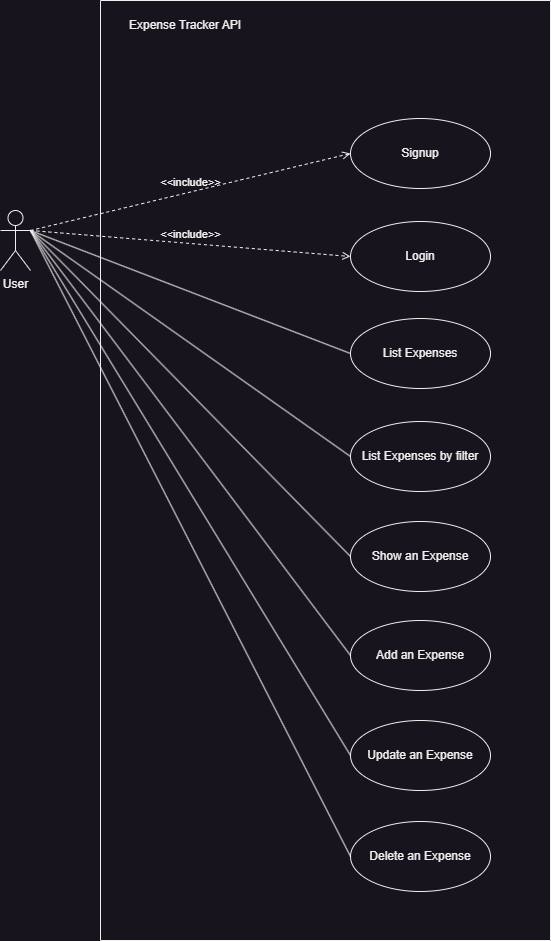 Expense Tracker API
Signup
<<include>>
<<include>>
Login
User
List Expenses
List Expenses by filter
Show an Expense
Add an Expense
Update an Expense
Delete an Expense